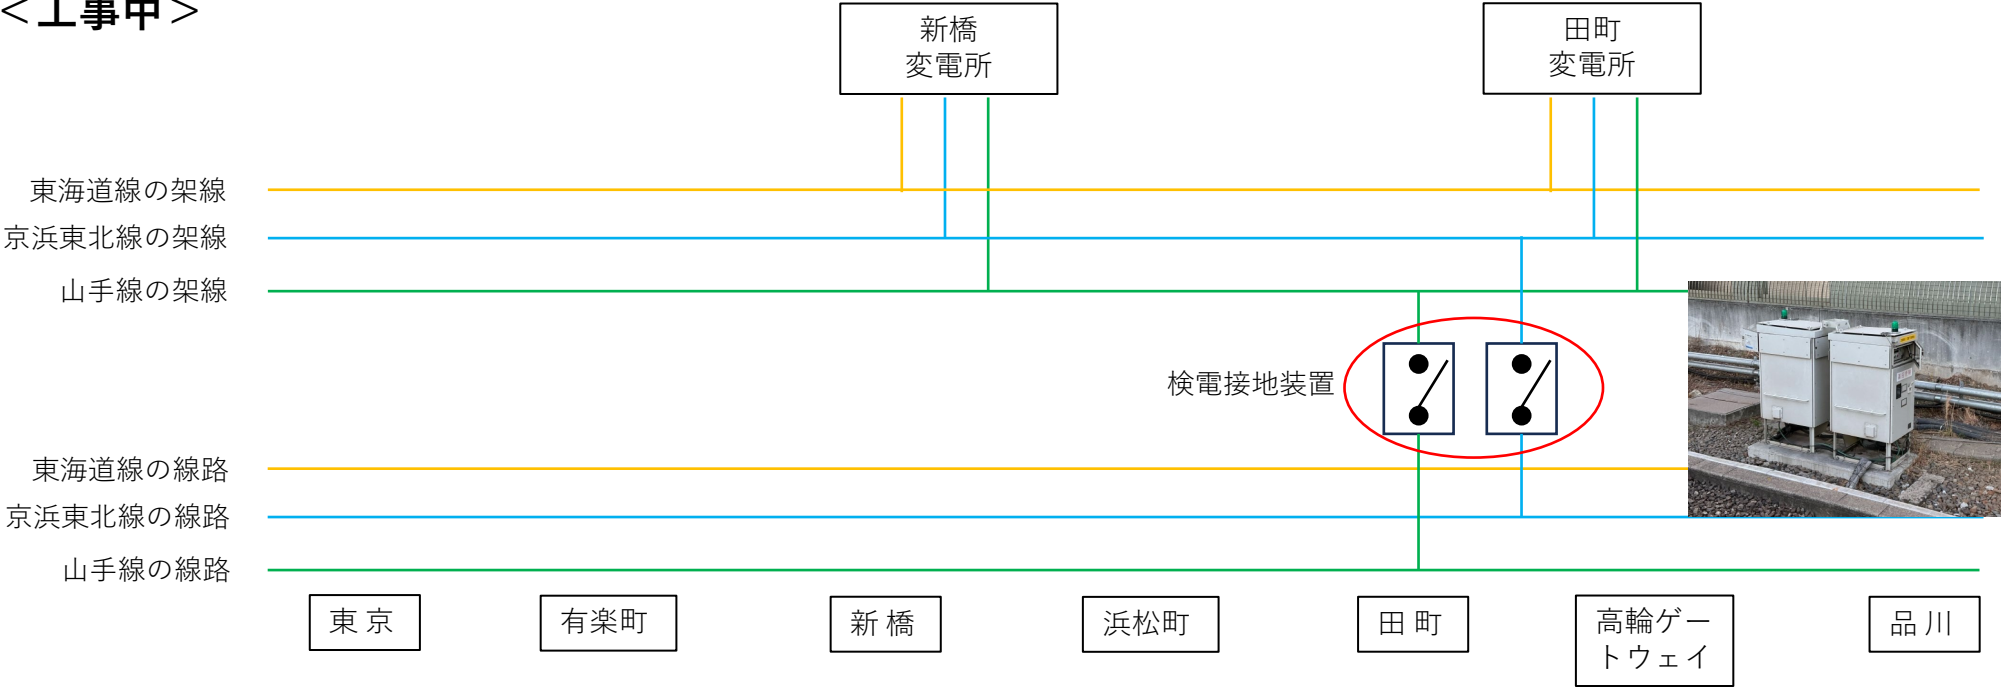 ＜工事中＞
新橋
変電所
田町
変電所
東海道線の架線
京浜東北線の架線
山手線の架線
検電接地装置
東海道線の線路
京浜東北線の線路
山手線の線路
東 京
有楽町
新 橋
浜松町
田 町
高輪ゲー
トウェイ
品 川